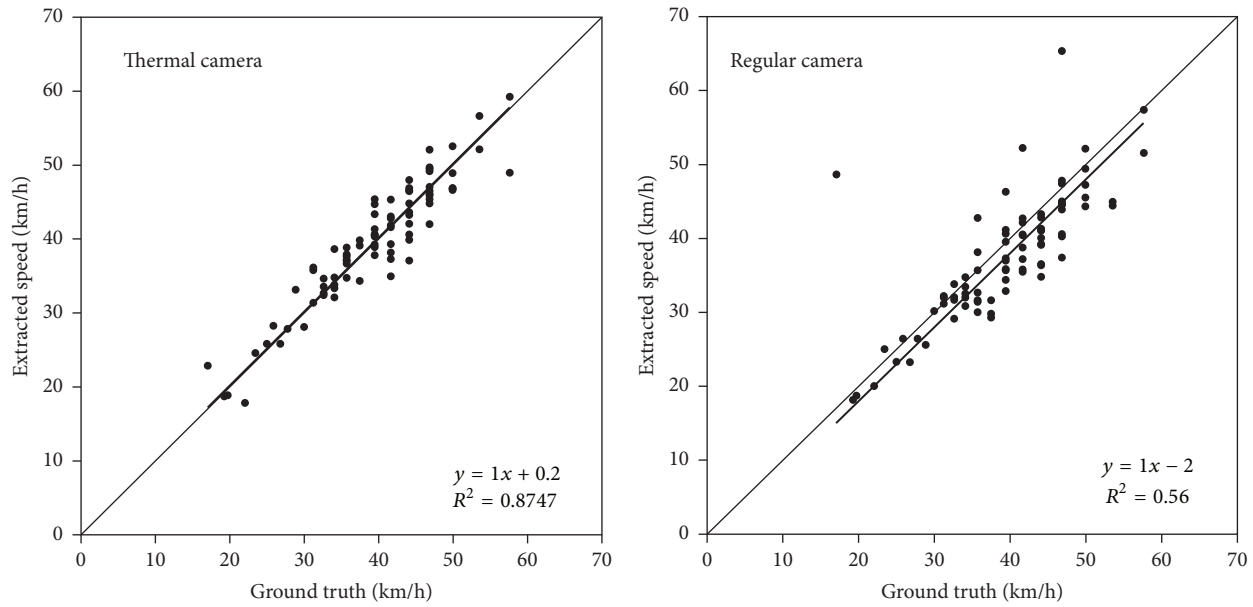 70
60
50
40
30
20
10
0
Extracted speed (km/h)
Thermal camera
y = 1x + 0.2
R² = 0.8747
0 10 20 30 40 50 60 70
Ground truth (km/h)
70
60
50
40
30
20
10
0
Extracted speed (km/h)
Regular camera
y = 1x − 2
R² = 0.56
0 10 20 30 40 50 60 70
Ground truth (km/h)